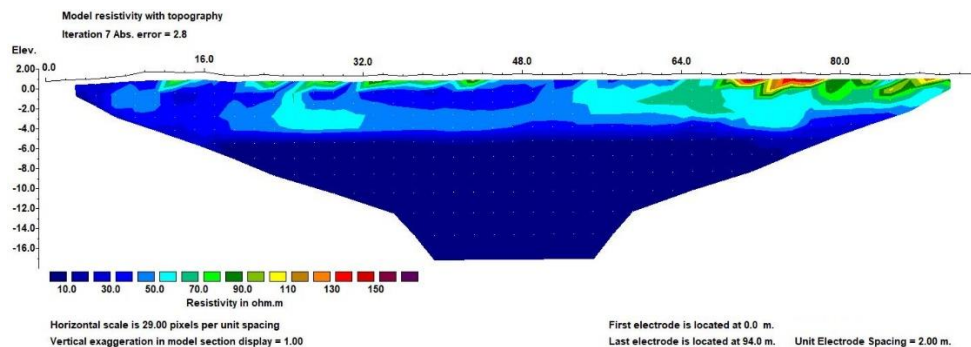 Model resistivity with topography
Iteration 7 Abs. error = 2.8
Elev.
0.0 16.0 32.0 48.0 64.0 80.0
2.00
0.0
-2.0
-4.0
-6.0
-8.0
-10.0
-12.0
-14.0
-16.0
10.0 30.0 50.0 70.0 90.0 110 130 150
Resistivity in ohm.m
Horizontal scale is 29.00 pixels per unit spacing
Vertical exaggeration in model section display = 1.00
First electrode is located at 0.0 m.
Last electrode is located at 94.0 m. Unit Electrode Spacing = 2.00 m.